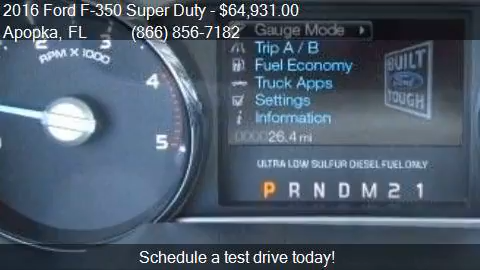 2016 Ford F-350 Super Duty - $64,931.00
Apopka, FL (866) 856-7182
Gauge Mode
Trip A / B
Fuel Economy
Truck Apps
Settings
Information
000026.4 mi
BUILT
Ford
TOUGH
RPM X 1000
4
5
ULTRA LOW SULFUR DIESEL FUEL ONLY
P R N D M 2 1
Schedule a test drive today!